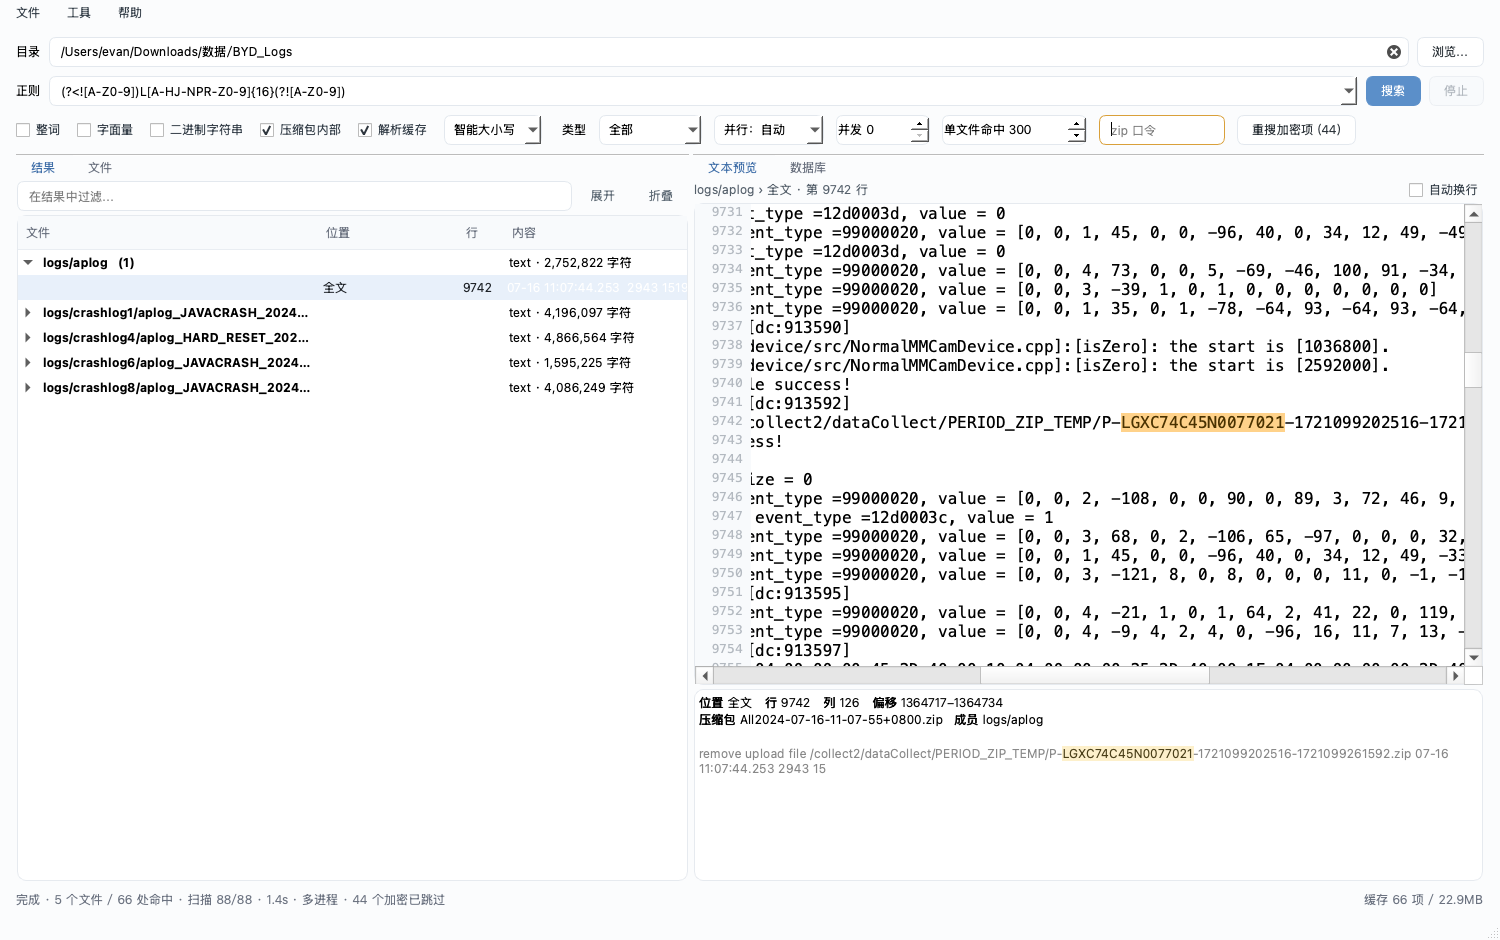 文件 工具 帮助
目录 /Users/evan/Downloads/数据/BYD_Logs 浏览...
正则 (?<![A-Z0-9])L[A-HJ-NPR-Z0-9]{16}(?![A-Z0-9]) 搜索 停止
整词 字面量 二进制字符串 压缩包内部 解析缓存 智能大小写 类型 全部 并行：自动 并发 0 单文件命中 300 zip 口令 重搜加密项 (44)
结果 文件
在结果中过滤... 展开 折叠
文件 位置 行 内容
logs/aplog (1) text · 2,752,822 字符
全文 9742 07-16 11:07:44.253 2943 1519
logs/crashlog1/aplog_JAVACRASH_2024... text · 4,196,097 字符
logs/crashlog4/aplog_HARD_RESET_202... text · 4,866,564 字符
logs/crashlog6/aplog_JAVACRASH_2024... text · 1,595,225 字符
logs/crashlog8/aplog_JAVACRASH_2024... text · 4,086,249 字符
文本预览 数据库
logs/aplog › 全文 · 第 9742 行 自动换行
9731 t_type =12d0003d, value = 0
9732 ent_type =99000020, value = [0, 0, 1, 45, 0, 0, -96, 40, 0, 34, 12, 49, -49
9733 t_type =12d0003d, value = 0
9734 ent_type =99000020, value = [0, 0, 4, 73, 0, 0, 5, -69, -46, 100, 91, -34,
9735 ent_type =99000020, value = [0, 0, 3, -39, 1, 0, 1, 0, 0, 0, 0, 0, 0, 0]
9736 ent_type =99000020, value = [0, 0, 1, 35, 0, 1, -78, -64, 93, -64, 93, -64,
9737 [dc:913590]
9738 device/src/NormalMMCamDevice.cpp]:[isZero]: the start is [1036800].
9739 device/src/NormalMMCamDevice.cpp]:[isZero]: the start is [2592000].
9740 le success!
9741 [dc:913592]
9742 collect2/dataCollect/PERIOD_ZIP_TEMP/P-LGXC74C45N0077021-1721099202516-1721
9743 ess!
9744
9745 ize = 0
9746 ent_type =99000020, value = [0, 0, 2, -108, 0, 0, 90, 0, 89, 3, 72, 46, 9,
9747 event_type =12d0003c, value = 1
9748 ent_type =99000020, value = [0, 0, 3, 68, 0, 2, -106, 65, -97, 0, 0, 0, 32,
9749 ent_type =99000020, value = [0, 0, 1, 45, 0, 0, -96, 40, 0, 34, 12, 49, -33
9750 ent_type =99000020, value = [0, 0, 3, -121, 8, 0, 8, 0, 0, 0, 11, 0, -1, -1
9751 [dc:913595]
9752 ent_type =99000020, value = [0, 0, 4, -21, 1, 0, 1, 64, 2, 41, 22, 0, 119,
9753 ent_type =99000020, value = [0, 0, 4, -9, 4, 2, 4, 0, -96, 16, 11, 7, 13, -
9754 [dc:913597]
位置 全文 行 9742 列 126 偏移 1364717–1364734
压缩包 All2024-07-16-11-07-55+0800.zip 成员 logs/aplog
remove upload file /collect2/dataCollect/PERIOD_ZIP_TEMP/P-LGXC74C45N0077021-1721099202516-1721099261592.zip 07-16
11:07:44.253 2943 15
完成 · 5 个文件 / 66 处命中 · 扫描 88/88 · 1.4s · 多进程 · 44 个加密已跳过 缓存 66 项 / 22.9MB